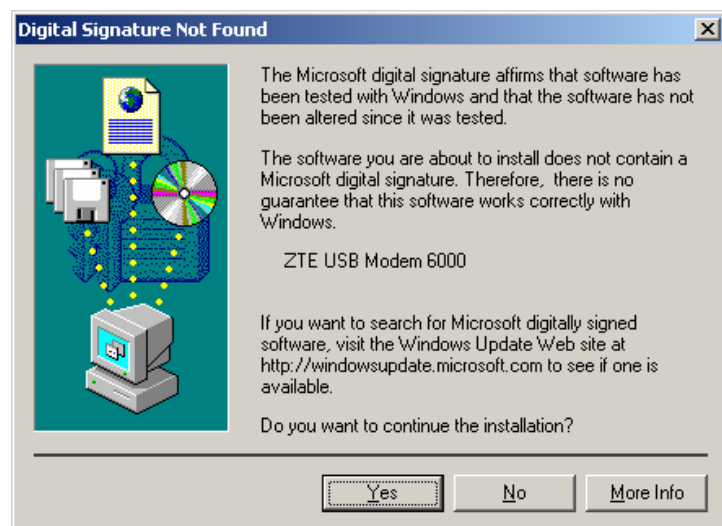 Digital Signature Not Found
The Microsoft digital signature affirms that software has
been tested with Windows and that the software has not
been altered since it was tested.
The software you are about to install does not contain a
Microsoft digital signature. Therefore, there is no
guarantee that this software works correctly with
Windows.
ZTE USB Modem 6000
If you want to search for Microsoft digitally signed
software, visit the Windows Update Web site at
http://windowsupdate.microsoft.com to see if one is
available.
Do you want to continue the installation?
Yes No More Info